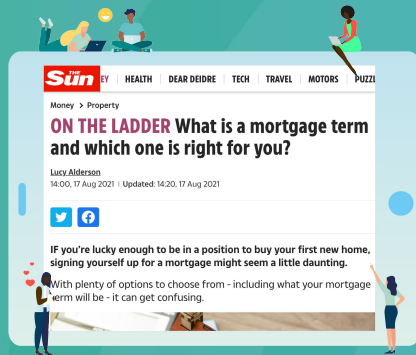 THE
Sun
EY | HEALTH | DEAR DEIDRE | TECH | TRAVEL | MOTORS | PUZZL
Money > Property
ON THE LADDER What is a mortgage term
and which one is right for you?
Lucy Alderson
14:00, 17 Aug 2021 | Updated: 14:20, 17 Aug 2021
IF you're lucky enough to be in a position to buy your first new home,
signing yourself up for a mortgage might seem a little daunting.
With plenty of options to choose from - including what your mortgage
term will be - it can get confusing.